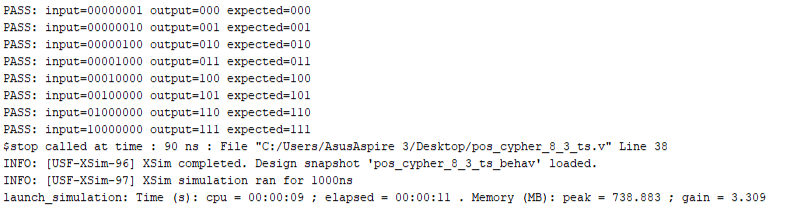 PASS: input=00000001 output=000 expected=000
PASS: input=00000010 output=001 expected=001
PASS: input=00000100 output=010 expected=010
PASS: input=00001000 output=011 expected=011
PASS: input=00010000 output=100 expected=100
PASS: input=00100000 output=101 expected=101
PASS: input=01000000 output=110 expected=110
PASS: input=10000000 output=111 expected=111
$stop called at time : 90 ns : File "C:/Users/AsusAspire 3/Desktop/pos_cypher_8_3_ts.v" Line 38
INFO: [USF-XSim-96] XSim completed. Design snapshot 'pos_cypher_8_3_ts_behav' loaded.
INFO: [USF-XSim-97] XSim simulation ran for 1000ns
launch_simulation: Time (s): cpu = 00:00:09 ; elapsed = 00:00:11 . Memory (MB): peak = 738.883 ; gain = 3.309